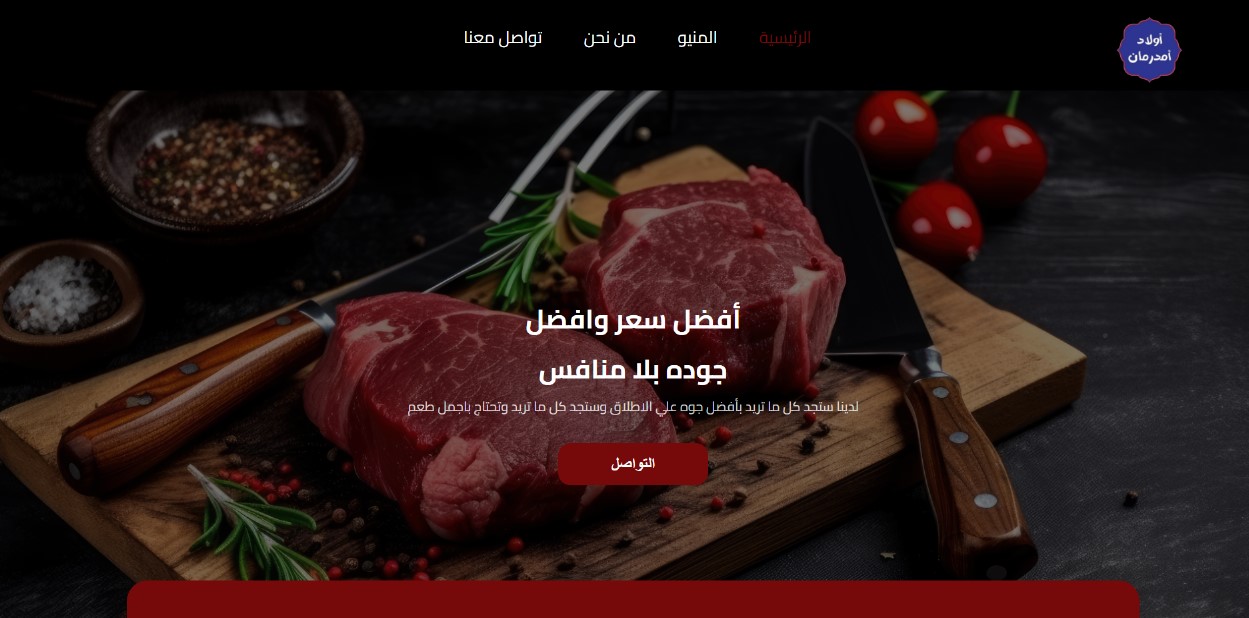 أولاد
أمدرمان
الرئيسية
المنيو
من نحن
تواصل معنا
أفضل سعر وافضل
جوده بلا منافس
لدينا ستجد كل ما تريد بأفضل جوه علي الاطلاق وستجد كل ما تريد وتحتاج باجمل طعم
التواصل